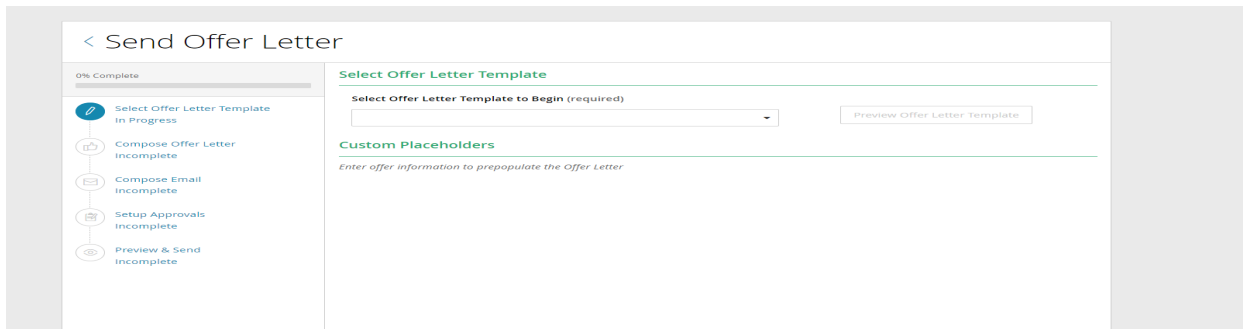 < Send Offer Letter
0% Complete
Select Offer Letter Template
In Progress
Compose Offer Letter
Incomplete
Compose Email
Incomplete
Setup Approvals
Incomplete
Preview & Send
Incomplete
Select Offer Letter Template
Select Offer Letter Template to Begin (required)
Preview Offer Letter Template
Custom Placeholders
Enter offer information to prepopulate the Offer Letter